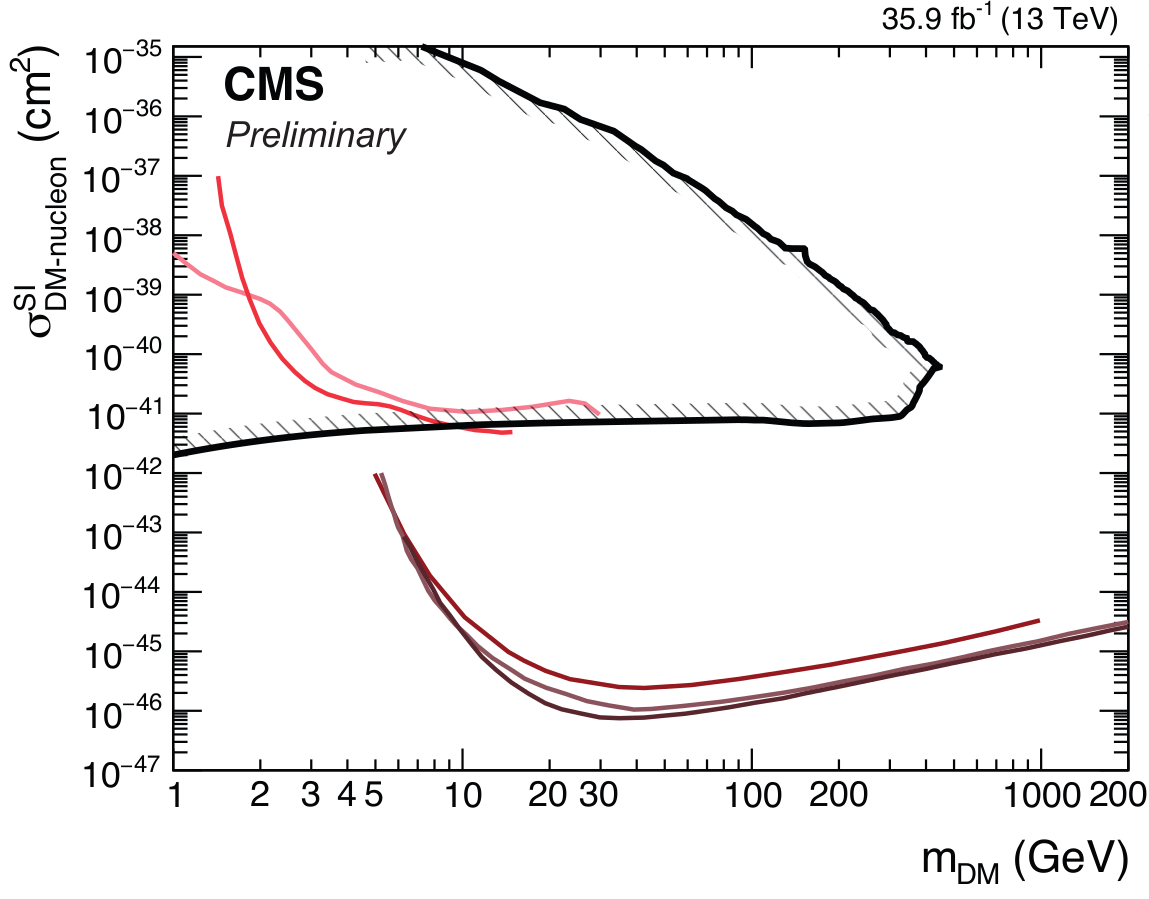 35.9 fb⁻¹ (13 TeV)
CMS
Preliminary
σ^SI_DM-nucleon (cm²)
10⁻³⁵
10⁻³⁶
10⁻³⁷
10⁻³⁸
10⁻³⁹
10⁻⁴⁰
10⁻⁴¹
10⁻⁴²
10⁻⁴³
10⁻⁴⁴
10⁻⁴⁵
10⁻⁴⁶
10⁻⁴⁷
1 2 3 4 5 10 20 30 100 200 1000 200
m_DM (GeV)